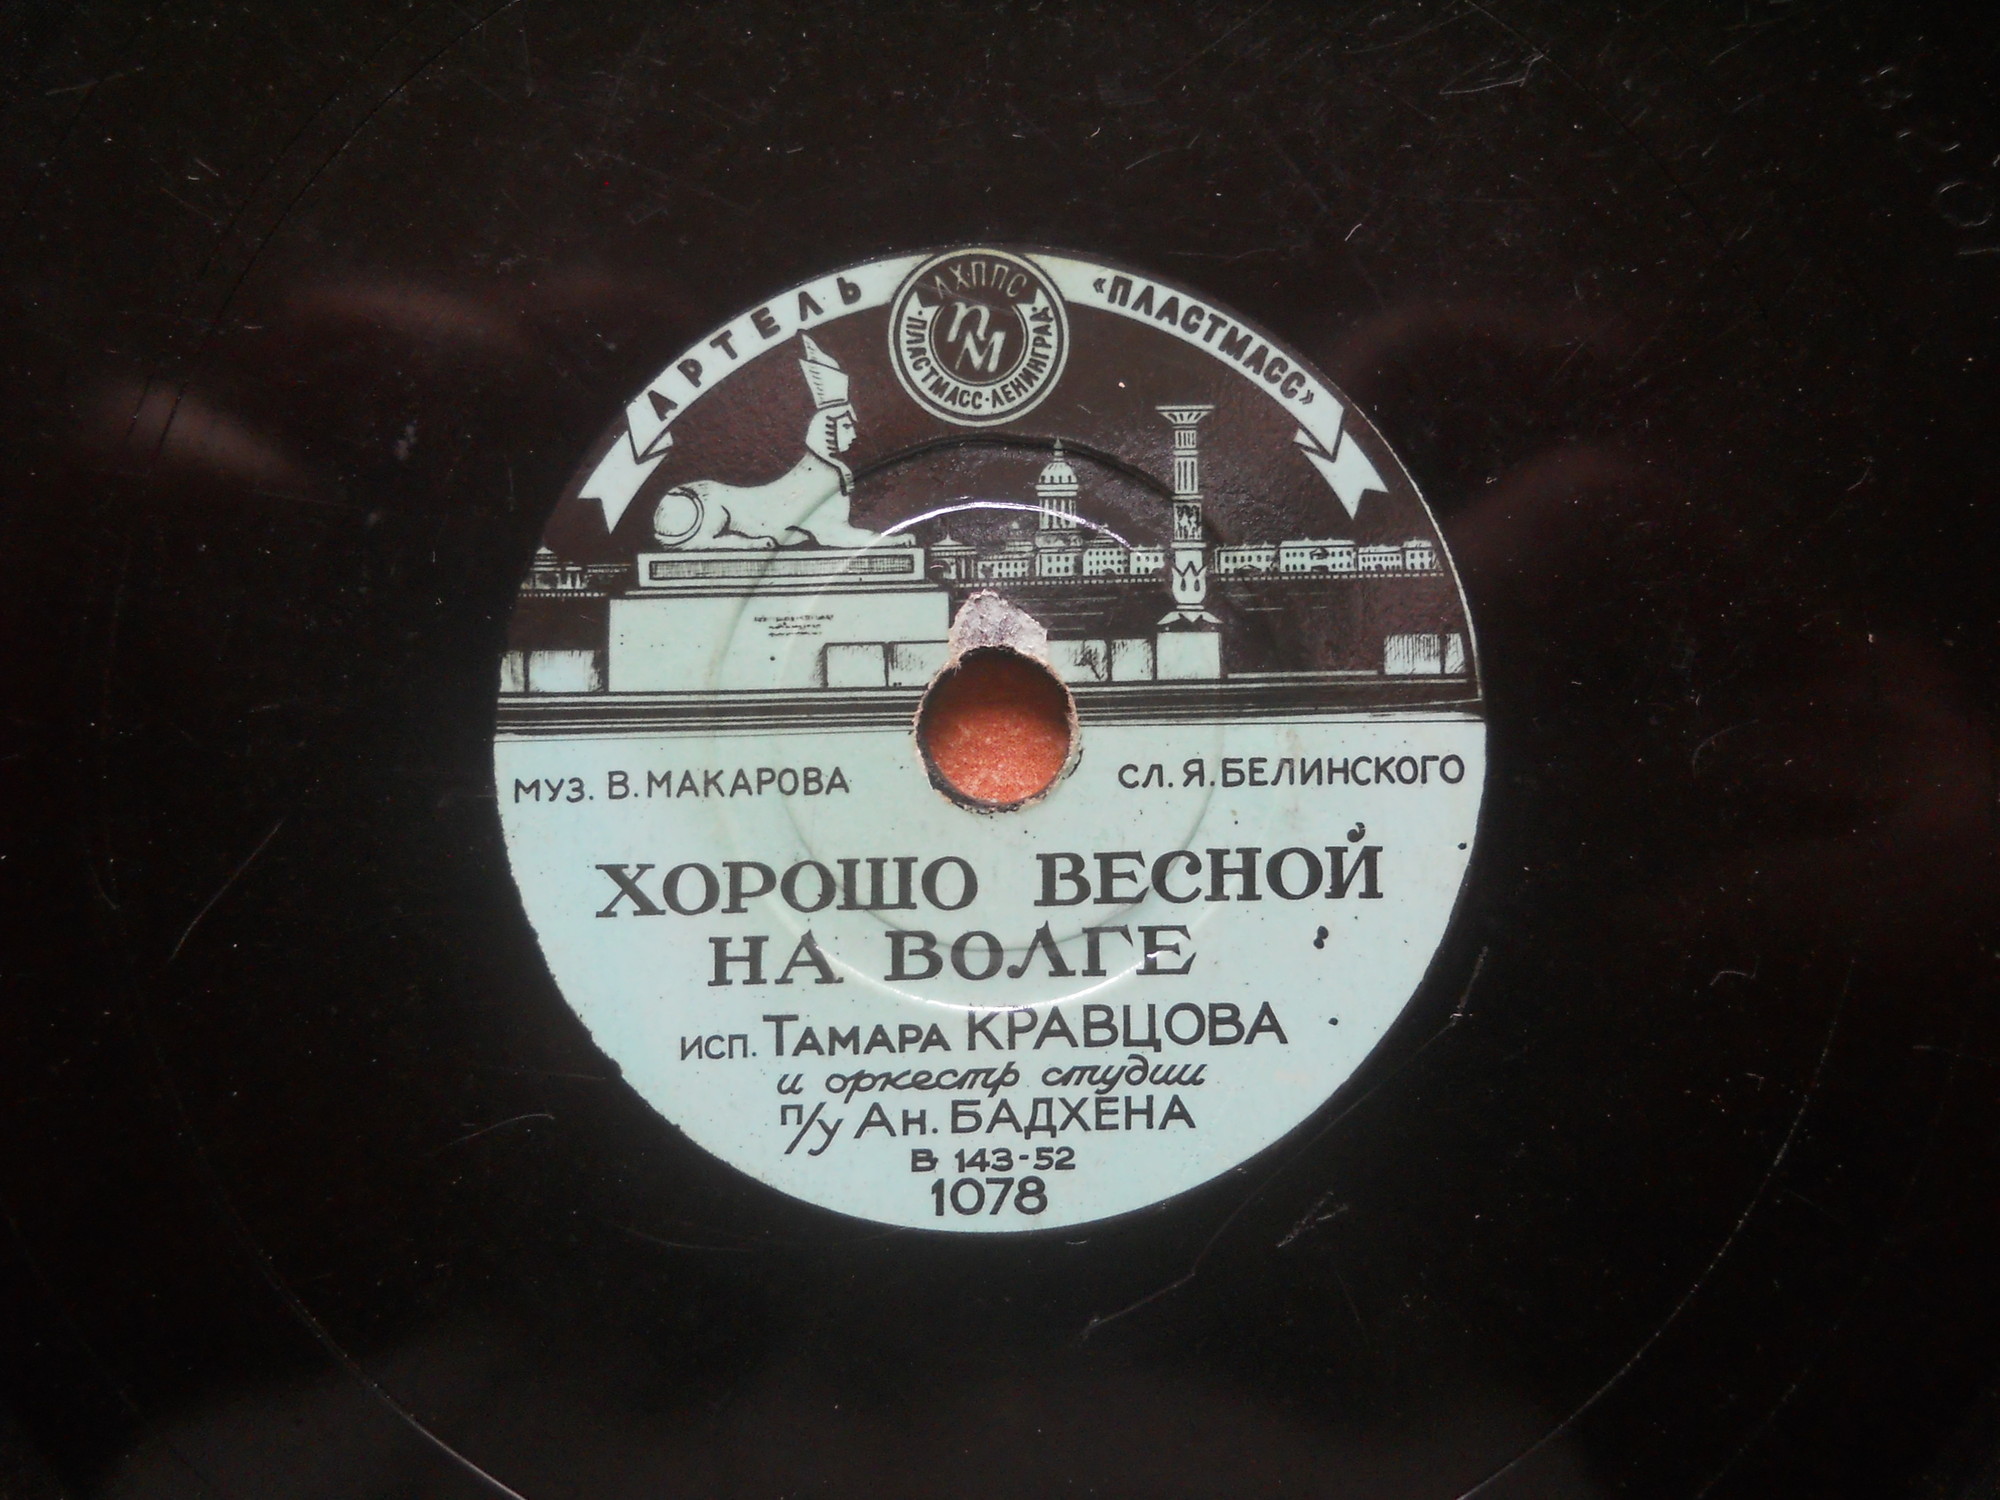 АРТЕЛЬ «ПЛАСТМАСС»
ЛХППС
ПМ
·ПЛАСТМАСС·ЛЕНИНГРАД·
МУЗ. В. МАКАРОВА
СЛ. Я. БЕЛИНСКОГО
ХОРОШО ВЕСНОЙ
НА ВОЛГЕ
ИСП. ТАМАРА КРАВЦОВА
и оркестр студии
п/у Ан. БАДХЕНА
В 143-52
1078